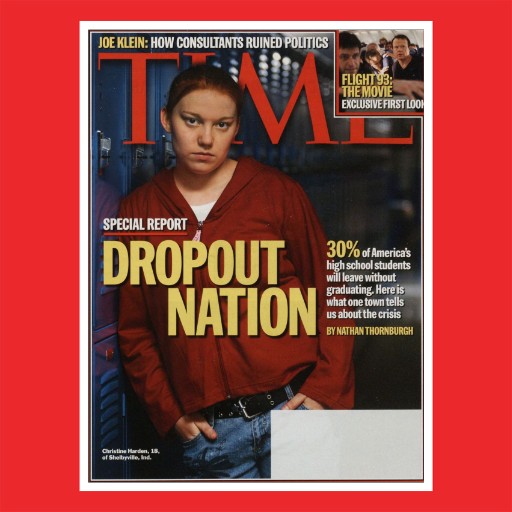 JOE KLEIN: HOW CONSULTANTS RUINED POLITICS
TIME
FLIGHT 93:
THE MOVIE
EXCLUSIVE FIRST LOOK
SPECIAL REPORT
DROPOUT
NATION
30% of America's
high school students
will leave without
graduating. Here is
what one town tells
us about the crisis
BY NATHAN THORNBURGH
Christine Harden, 18,
of Shelbyville, Ind.